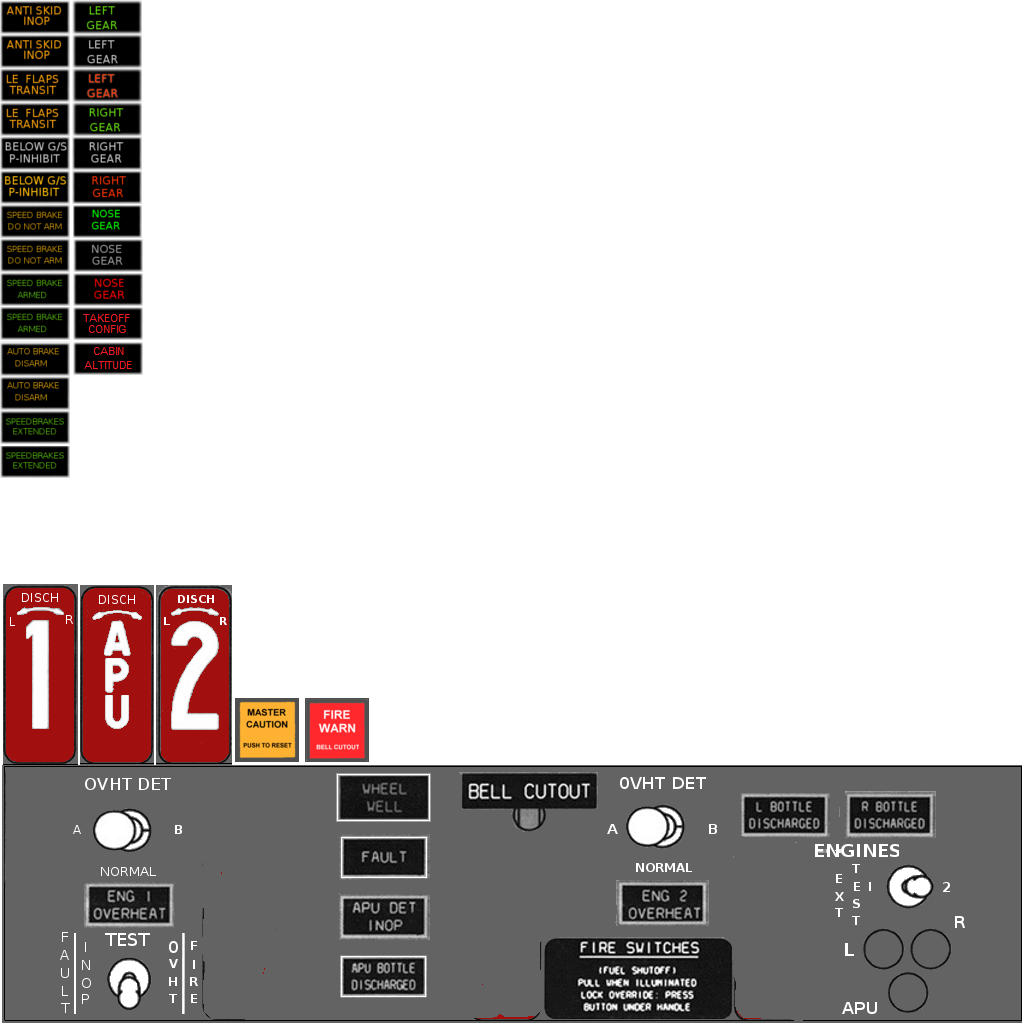 ANTI SKID
INOP
ANTI SKID
INOP
LE FLAPS
TRANSIT
LE FLAPS
TRANSIT
BELOW G/S
P-INHIBIT
BELOW G/S
P-INHIBIT
SPEED BRAKE
DO NOT ARM
SPEED BRAKE
DO NOT ARM
SPEED BRAKE
ARMED
SPEED BRAKE
ARMED
AUTO BRAKE
DISARM
AUTO BRAKE
DISARM
SPEEDBRAKES
EXTENDED
SPEEDBRAKES
EXTENDED
LEFT
GEAR
LEFT
GEAR
LEFT
GEAR
RIGHT
GEAR
RIGHT
GEAR
RIGHT
GEAR
NOSE
GEAR
NOSE
GEAR
NOSE
GEAR
TAKEOFF
CONFIG
CABIN
ALTITUDE
DISCH
L R
1
DISCH
APU
DISCH
L R
2
MASTER
CAUTION
PUSH TO RESET
FIRE
WARN
BELL CUTOUT
OVHT DET
A B
NORMAL
ENG 1
OVERHEAT
TEST
FAULT
INOP
OVHT
FIRE
WHEEL
WELL
FAULT
APU DET
INOP
APU BOTTLE
DISCHARGED
BELL CUTOUT
OVHT DET
A B
NORMAL
ENG 2
OVERHEAT
FIRE SWITCHES
(FUEL SHUTOFF)
PULL WHEN ILLUMINATED
LOCK OVERRIDE: PRESS
BUTTON UNDER HANDLE
L BOTTLE
DISCHARGED
R BOTTLE
DISCHARGED
ENGINES
EXT
TEST
1 2
R
L
APU